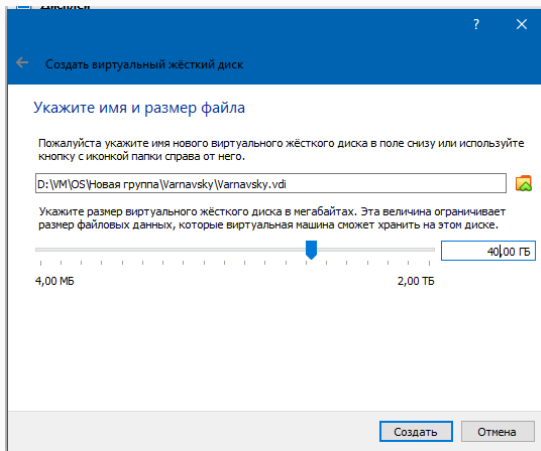 ?
Создать виртуальный жёсткий диск
Укажите имя и размер файла
Пожалуйста укажите имя нового виртуального жёсткого диска в поле снизу или используйте
кнопку с иконкой папки справа от него.
D:\VM\OS\Новая группа\Varnavsky\Varnavsky.vdi
Укажите размер виртуального жёсткого диска в мегабайтах. Эта величина ограничивает
размер файловых данных, которые виртуальная машина сможет хранить на этом диске.
40,00 ГБ
4,00 МБ 2,00 ТБ
Создать Отмена